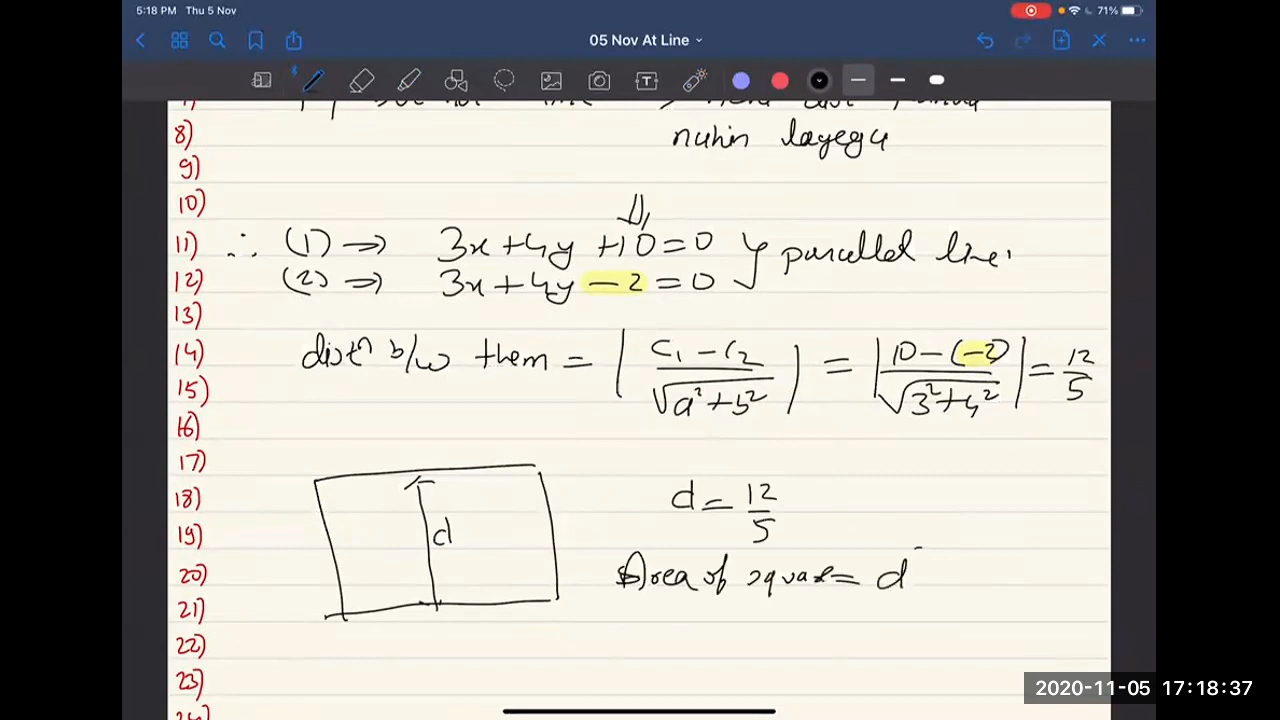 5:18 PM Thu 5 Nov
71%
05 Nov At Line
8) nahin layega
9)
10)
11) ∴ (1) ⇒ 3x+4y +10=0 } parallel line.
12) (2) ⇒ 3x+4y −2=0
13)
14) distⁿ b/w them = | C₁ − C₂ / √a²+b² | = | 10 − (−2) / √3²+4² | = 12/5
15)
16)
17)
18) d = 12/5
19) d
20) Area of square = d
21)
22)
23)
2020-11-05 17:18:37